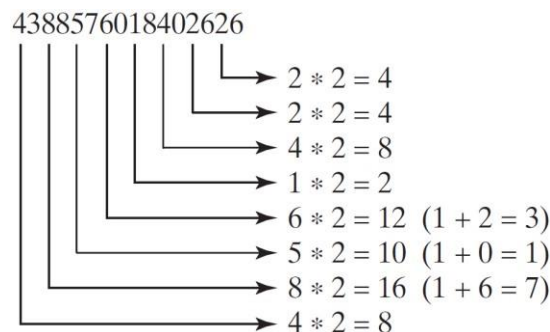 4388576018402626
2 * 2 = 4
2 * 2 = 4
4 * 2 = 8
1 * 2 = 2
6 * 2 = 12 (1 + 2 = 3)
5 * 2 = 10 (1 + 0 = 1)
8 * 2 = 16 (1 + 6 = 7)
4 * 2 = 8